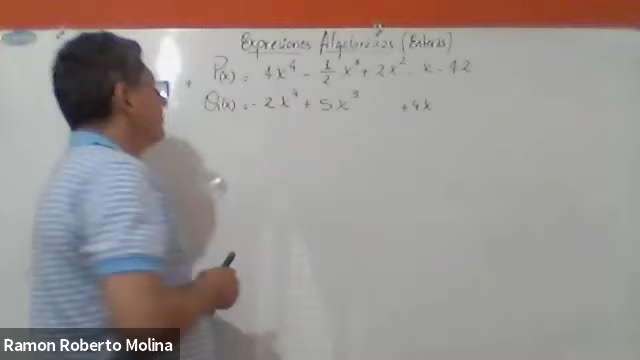 Expresiones Algebraicas (Enteras)
+ P(x) = 4x⁴ - 1/2 x³ + 2x² - x - 12
Q(x) = -2x⁴ + 5x³ + 4x
Ramon Roberto Molina